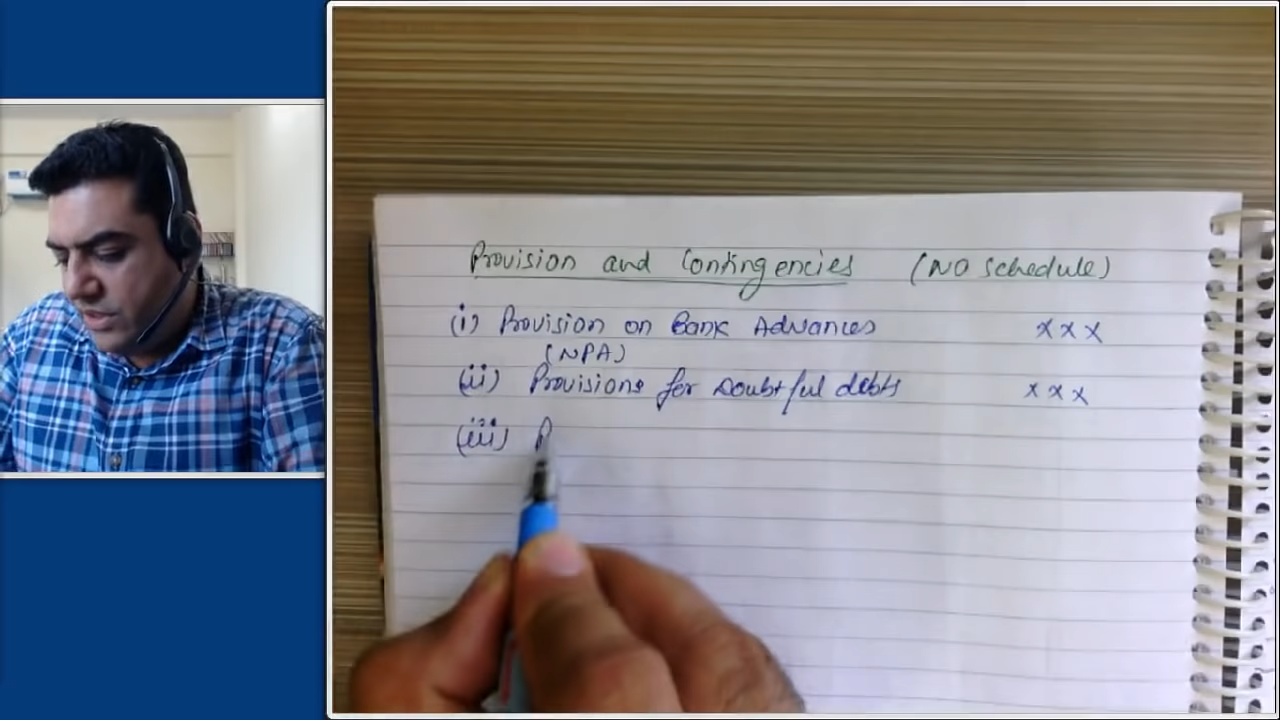 Provision and Contingencies (NO Schedule)
(i) Provision on Bank Advances xxx
(NPA)
(ii) Provisions for Doubtful debts xxx
(iii) P